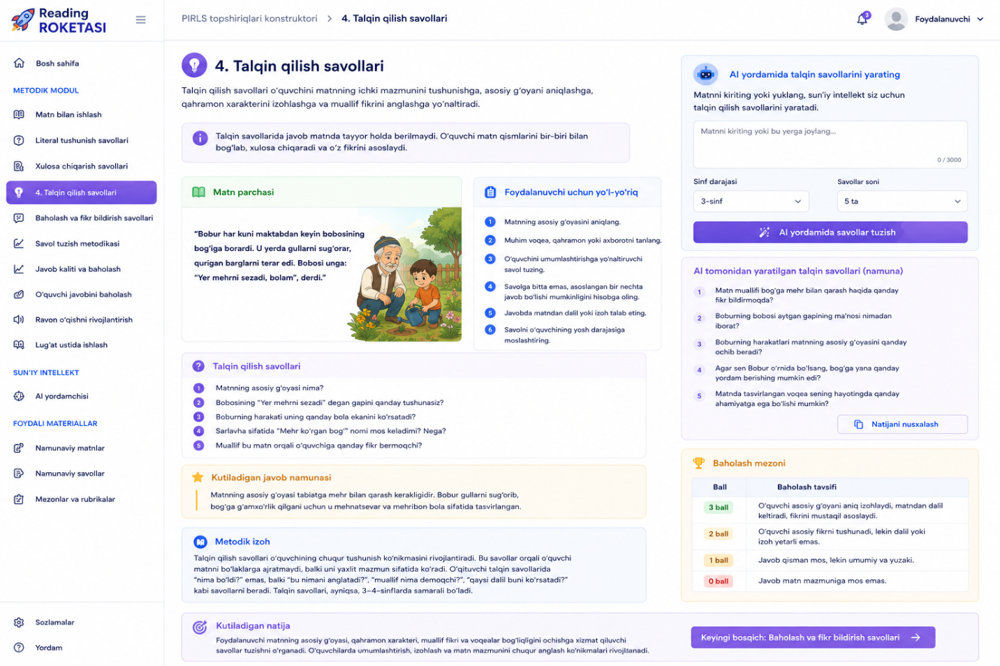 Reading
ROKETASI
PIRLS topshiriqlari konstruktori > 4. Talqin qilish savollari
3
Foydalanuvchi
Bosh sahifa
METODIK MODUL
Matn bilan ishlash
Literal tushunish savollari
Xulosa chiqarish savollari
4. Talqin qilish savollari
Baholash va fikr bildirish savollari
Savol tuzish metodikasi
Javob kaliti va baholash
O‘quvchi javobini baholash
Ravon o‘qishni rivojlantirish
Lug‘at ustida ishlash
SUN'IY INTELLEKT
AI yordamchisi
FOYDALI MATERIALLAR
Namunaviy matnlar
Namunaviy savollar
Mezonlar va rubrikalar
Sozlamalar
Yordam
4. Talqin qilish savollari
Talqin qilish savollari o‘quvchini matnning ichki mazmunini tushunishga, asosiy g‘oyani aniqlashga,
qahramon xarakterini izohlashga va muallif fikrini anglashga yo‘naltiradi.
Talqin savollarida javob matnda tayyor holda berilmaydi. O‘quvchi matn qismlarini bir-biri bilan
bog‘lab, xulosa chiqaradi va o‘z fikrini asoslaydi.
Matn parchasi
“Bobur har kuni maktabdan keyin bobosining
bog‘iga borardi. U yerda gullarni sug‘orar,
qurigan barglarni terar edi. Bobosi unga:
“Yer mehrni sezadi, bolam”, derdi.”
Foydalanuvchi uchun yo‘l-yo‘riq
1 Matnning asosiy g‘oyasini aniqlang.
2 Muhim voqea, qahramon yoki axborotni tanlang.
3 O‘quvchini umumlashtirishga yo‘naltiruvchi
savol tuzing.
4 Savolga bitta emas, asoslangan bir nechta
javob bo‘lishi mumkinligini hisobga oling.
5 Javobda matndan dalil yoki izoh talab eting.
6 Savolni o‘quvchining yosh darajasiga
moslashtiring.
Talqin qilish savollari
1 Matnning asosiy g‘oyasi nima?
2 Bobosining “Yer mehrni sezadi” degan gapini qanday tushunasiz?
3 Boburning harakati uning qanday bola ekanini ko‘rsatadi?
4 Sarlavha sifatida “Mehr ko‘rgan bog‘” nomi mos keladimi? Nega?
5 Muallif bu matn orqali o‘quvchiga qanday fikr bermoqchi?
Kutiladigan javob namunasi
Matnning asosiy g‘oyasi tabiatga mehr bilan qarash kerakligidir. Bobur gullarni sug‘orib,
bog‘ga g‘amxo‘rlik qilgani uchun u mehnatsevar va mehribon bola sifatida tasvirlangan.
Metodik izoh
Talqin qilish savollari o‘quvchining chuqur tushunish ko‘nikmasini rivojlantiradi. Bu savollar orqali o‘quvchi
matnni bo‘laklarga ajratmaydi, balki uni yaxlit mazmun sifatida ko‘radi. O‘qituvchi talqin savollarida
“nima bo‘ldi?” emas, balki “bu nimani anglatadi?”, “muallif nima demoqchi?”, “qaysi dalil buni ko‘rsatadi?”
kabi savollarni beradi. Talqin savollari, ayniqsa, 3–4-sinflarda samarali bo‘ladi.
Kutiladigan natija
Foydalanuvchi matnning asosiy g‘oyasi, qahramon xarakteri, muallif fikri va voqealar bog‘liqligini ochishga xizmat qiluvchi
savollar tuzishni o‘rganadi. O‘quvchilarda umumlashtirish, izohlash va matn mazmunini chuqur anglash ko‘nikmalari rivojlanadi.
Keyingi bosqich: Baholash va fikr bildirish savollari →
AI yordamida talqin savollarini yarating
Matnni kiriting yoki yuklang, sun’iy intellekt siz uchun
talqin qilish savollarini yaratadi.
Matnni kiriting yoki bu yerga joylang...
0 / 3000
Sinf darajasi
Savollar soni
3-sinf
5 ta
AI yordamida savollar tuzish
AI tomonidan yaratilgan talqin savollari (namuna)
1 Matn muallifi bog‘ga mehr bilan qarash haqida qanday
fikr bildirmoqda?
2 Boburning bobosi aytgan gapining ma’nosi nimadan
iborat?
3 Boburning harakatlari matnning asosiy g‘oyasini qanday
ochib beradi?
4 Agar sen Bobur o‘rnida bo‘lsang, bog‘ga yana qanday
yordam berishing mumkin edi?
5 Matnda tasvirlangan voqea sening hayotingda qanday
ahamiyatga ega bo‘lishi mumkin?
Natijani nusxalash
Baholash mezoni
Ball Baholash tavsifi
3 ball O‘quvchi asosiy g‘oyani aniq izohlaydi, matndan dalil
keltiradi, fikrini mustaqil asoslaydi.
2 ball O‘quvchi asosiy fikrni tushunadi, lekin dalil yoki
izoh yetarli emas.
1 ball Javob qisman mos, lekin umumiy va yuzaki.
0 ball Javob matn mazmuniga mos emas.